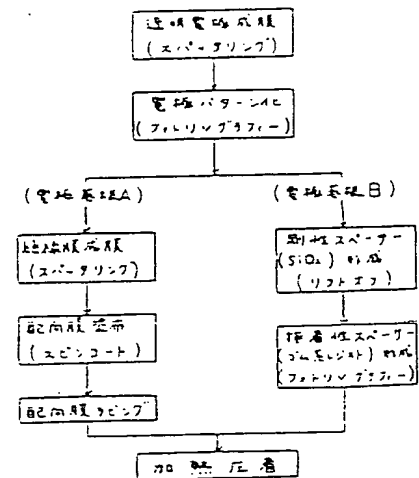 透明電極成膜
(スパータリング)
電極パターン化
(フォトリソグラフィー)
(電極基板A)
(電極基板B)
絶縁膜成膜
(スパータリング)
剛性スペーサー
(SiO₂) 形成
(リフトオフ)
配向膜塗布
(スピンコート)
接着性スペーサー
(ゴム系レジスト) 形成
(フォトリソグラフィー)
配向膜ラビング
加熱圧着